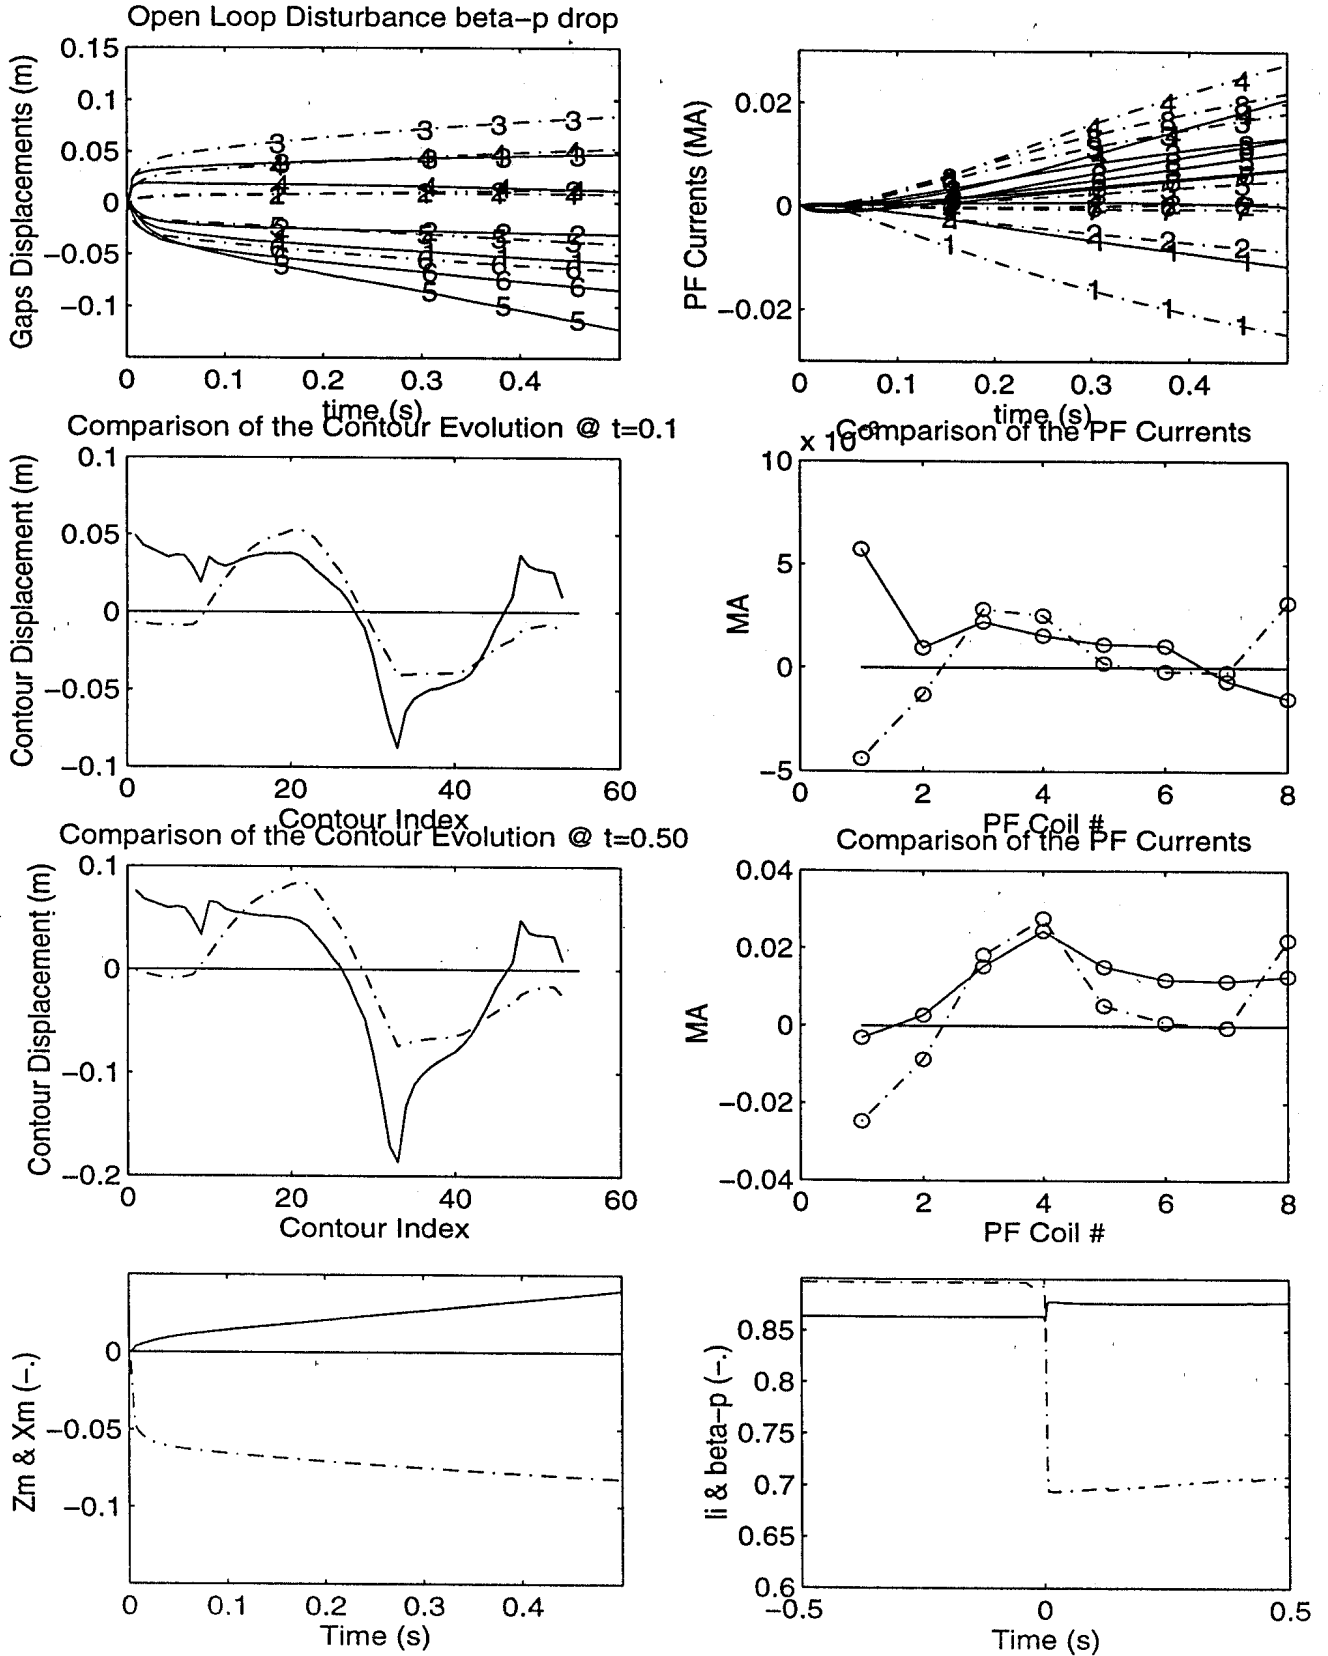 Open Loop Disturbance beta-p drop
Gaps Displacements (m)
0.15
0.1
0.05
0
-0.05
-0.1
0 0.1 0.2 0.3 0.4
time (s)
PF Currents (MA)
0.02
0
-0.02
0 0.1 0.2 0.3 0.4
time (s)
Comparison of the Contour Evolution @ t=0.1
Contour Displacement (m)
0.1
0.05
0
-0.05
-0.1
0 20 40 60
Contour Index
Comparison of the PF Currents
x 10
MA
10
5
0
-5
0 2 4 6 8
PF Coil #
Comparison of the Contour Evolution @ t=0.50
Contour Displacement (m)
0.1
0
-0.1
-0.2
0 20 40 60
Contour Index
Comparison of the PF Currents
MA
0.04
0.02
0
-0.02
-0.04
0 2 4 6 8
PF Coil #
Zm & Xm (-.)
0
-0.05
-0.1
0 0.1 0.2 0.3 0.4
Time (s)
li & beta-p (-.)
0.85
0.8
0.75
0.7
0.65
0.6
-0.5 0 0.5
Time (s)